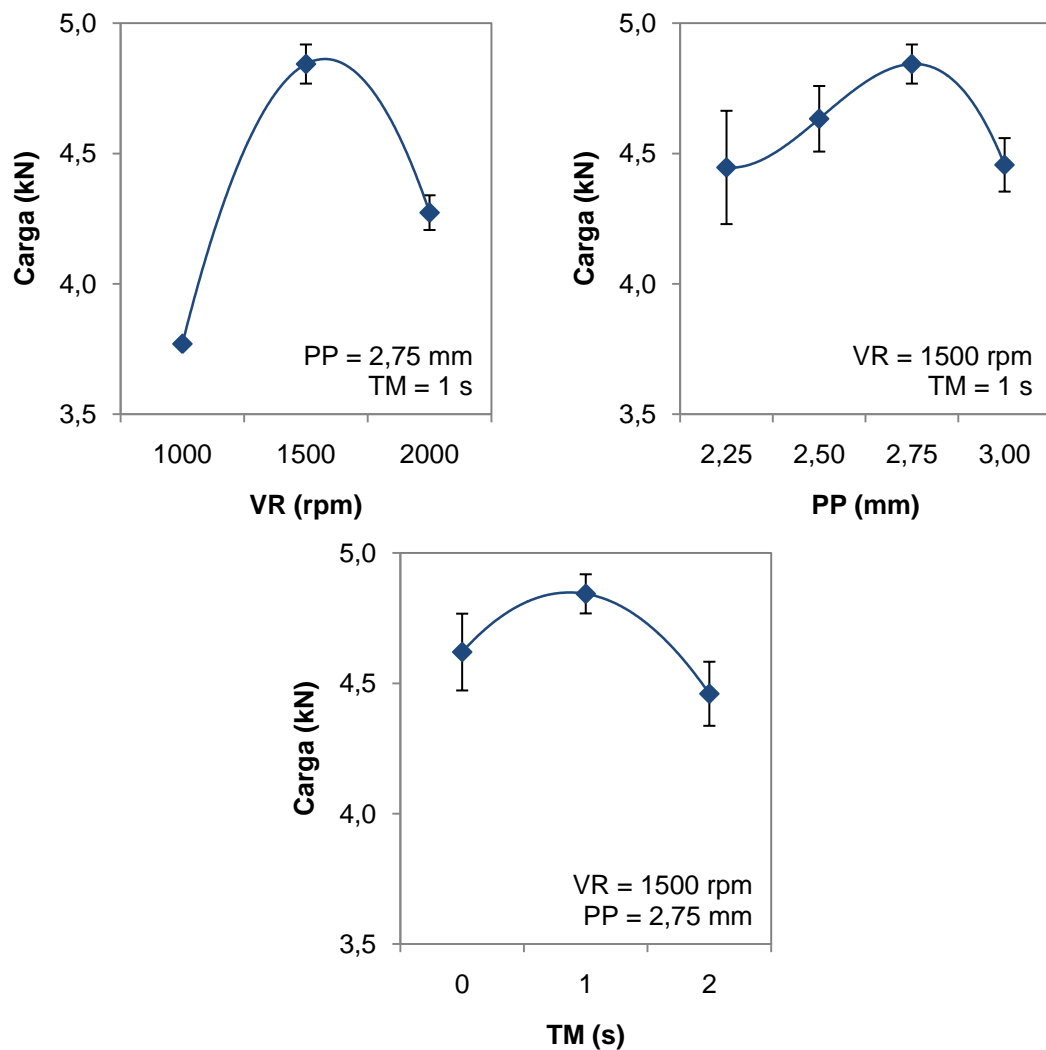 5,0
4,5
4,0
3,5
Carga (kN)
PP = 2,75 mm
TM = 1 s
1000 1500 2000
VR (rpm)
5,0
4,5
4,0
3,5
Carga (kN)
VR = 1500 rpm
TM = 1 s
2,25 2,50 2,75 3,00
PP (mm)
5,0
4,5
4,0
3,5
Carga (kN)
VR = 1500 rpm
PP = 2,75 mm
0 1 2
TM (s)